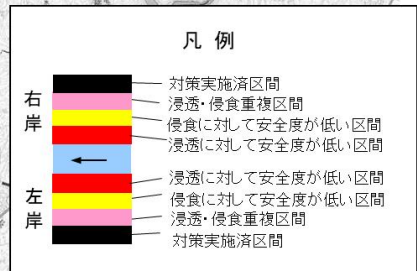 凡例
右岸
対策実施済区間
浸透・侵食重複区間
侵食に対して安全度が低い区間
浸透に対して安全度が低い区間
左岸
浸透に対して安全度が低い区間
侵食に対して安全度が低い区間
浸透・侵食重複区間
対策実施済区間